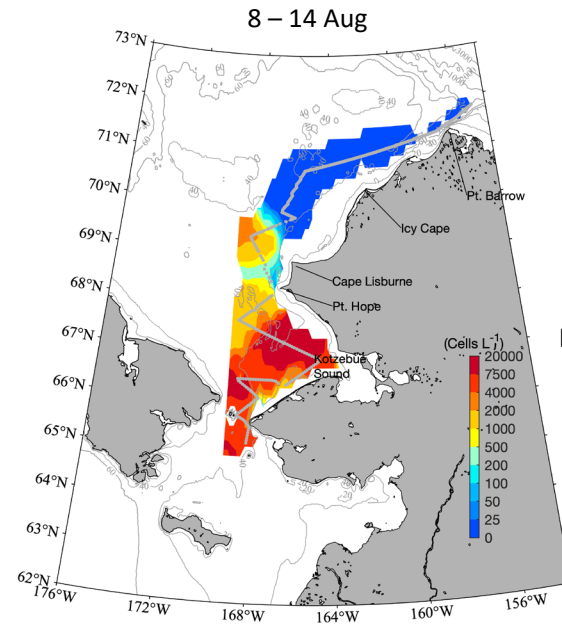 8 – 14 Aug
73°N
72°N
71°N
70°N
69°N
68°N
67°N
66°N
65°N
64°N
63°N
62°N
Pt. Barrow
Icy Cape
Cape Lisburne
Pt. Hope
Kotzebue
Sound
(Cells L⁻¹)
20000
7500
4000
2000
1000
500
200
100
50
25
0
176°W
172°W
168°W
164°W
160°W
156°W